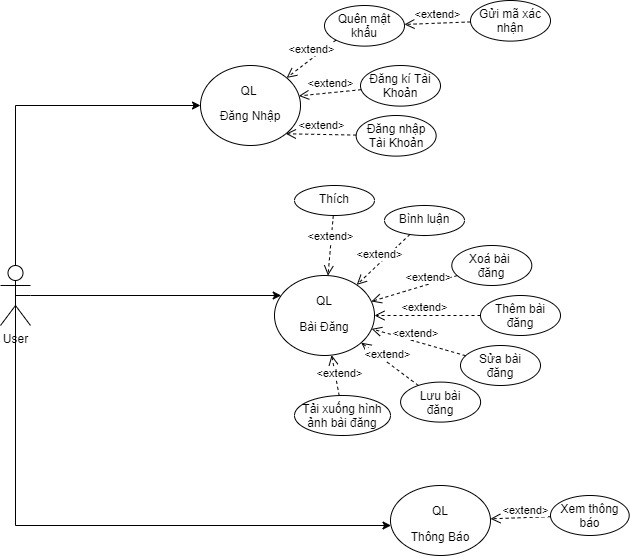 Quên mật
khẩu
<extend>
Gửi mã xác
nhận
<extend>
QL
Đăng Nhập
<extend>
Đăng kí Tài
Khoản
<extend>
Đăng nhập
Tài Khoản
Thích
<extend>
Bình luận
<extend>
Xoá bài
đăng
<extend>
QL
Bài Đăng
<extend>
Thêm bài
đăng
<extend>
Sửa bài
đăng
<extend>
Lưu bài
đăng
<extend>
Tải xuống hình
ảnh bài đăng
User
QL
Thông Báo
<extend>
Xem thông
báo